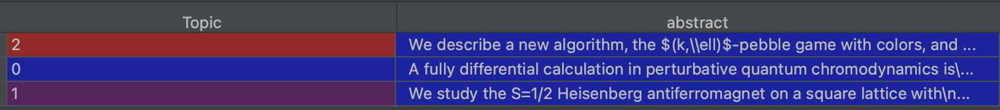 Topic abstract
2 We describe a new algorithm, the $(k,\\ell)$-pebble game with colors, and ...
0 A fully differential calculation in perturbative quantum chromodynamics is\...
1 We study the S=1/2 Heisenberg antiferromagnet on a square lattice with\n...